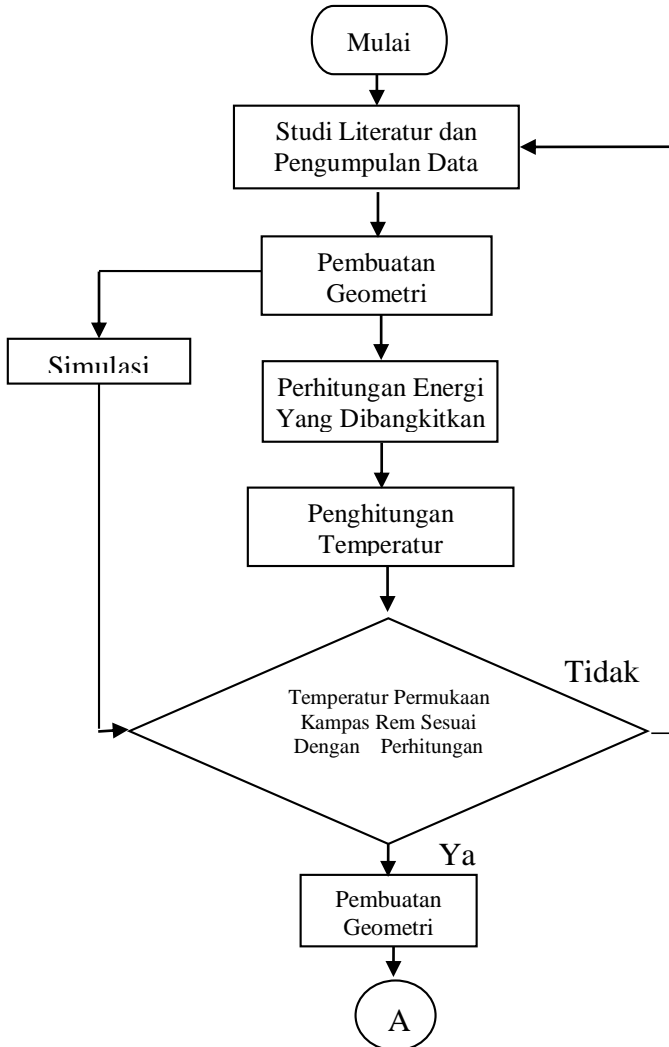 Mulai
Studi Literatur dan
Pengumpulan Data
Pembuatan
Geometri
Simulasi
Perhitungan Energi
Yang Dibangkitkan
Penghitungan
Temperatur
Temperatur Permukaan
Kampas Rem Sesuai
Dengan Perhitungan
Tidak
Ya
Pembuatan
Geometri
A